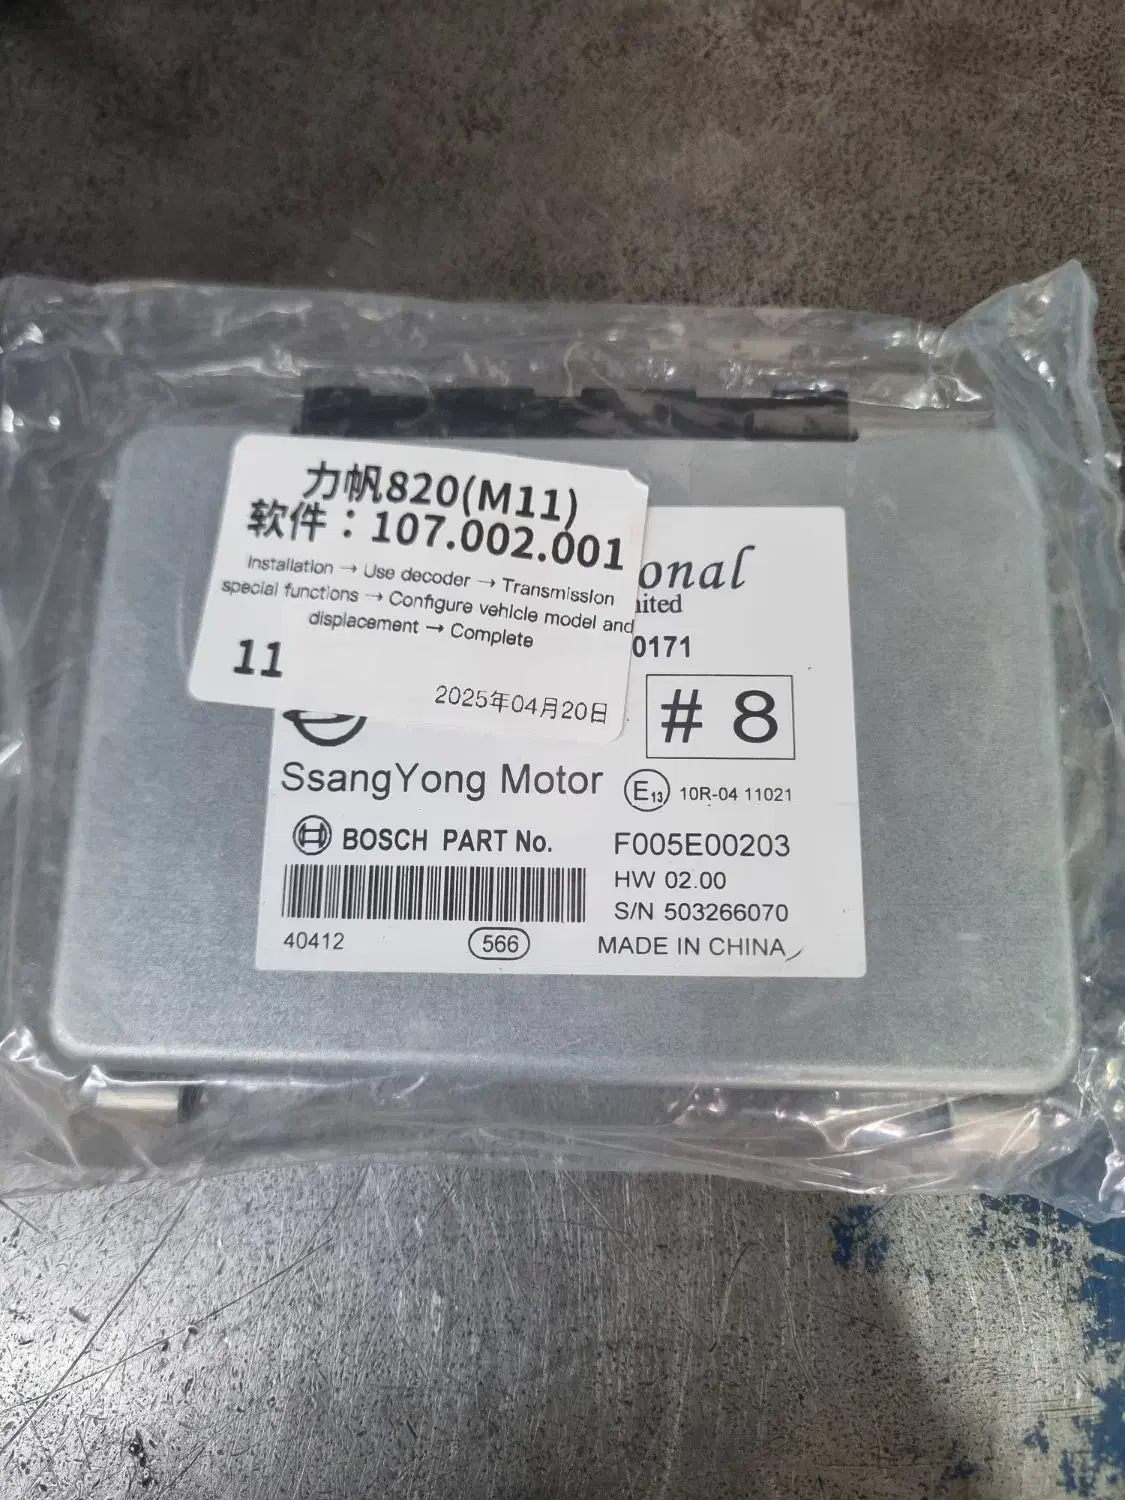 力帆820(M11)
软件：107.002.001
Installation → Use decoder → Transmission
special functions → Configure vehicle model and
displacement → Complete
11
2025年04月20日
onal
ited
0171
# 8
SsangYong Motor
E13 10R-04 11021
BOSCH PART No. F005E00203
HW 02.00
S/N 503266070
40412 566 MADE IN CHINA